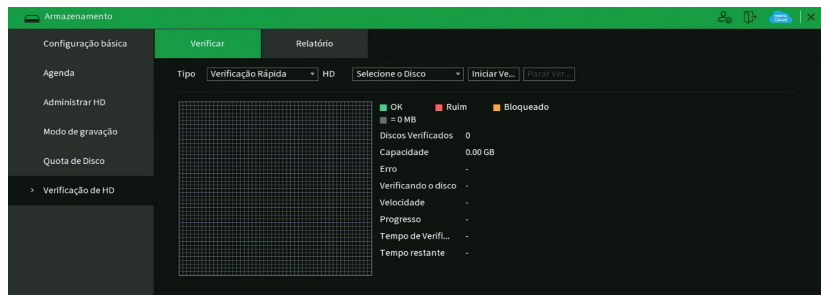 Armazenamento
Configuração básica
Verificar
Relatório
Agenda
Tipo Verificação Rápida HD Selecione o Disco Iniciar Ve... Parar Ver...
Administrar HD
OK Ruim Bloqueado
= 0 MB
Modo de gravação
Discos Verificados 0
Capacidade 0.00 GB
Quota de Disco
Erro -
Verificação de HD
Verificando o disco -
Velocidade -
Progresso -
Tempo de Verifi... -
Tempo restante -